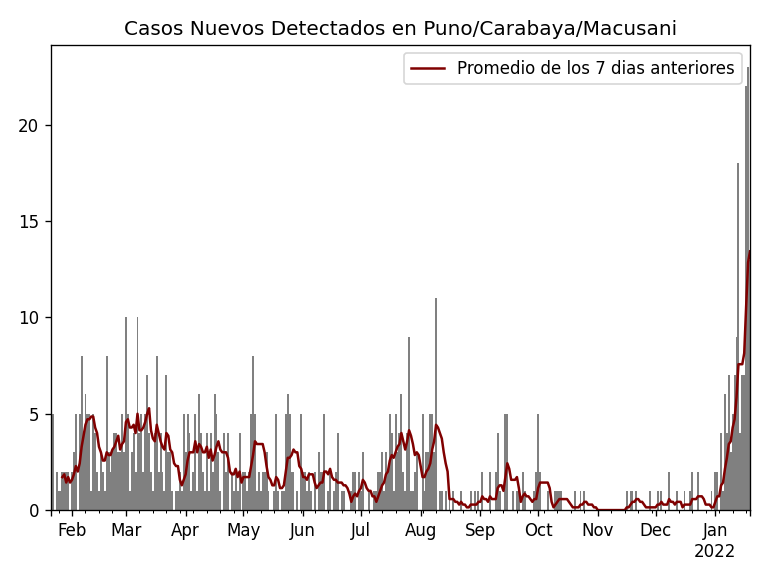 Casos Nuevos Detectados en Puno/Carabaya/Macusani
Promedio de los 7 dias anteriores
20
15
10
5
0
Feb Mar Apr May Jun Jul Aug Sep Oct Nov Dec Jan
2022